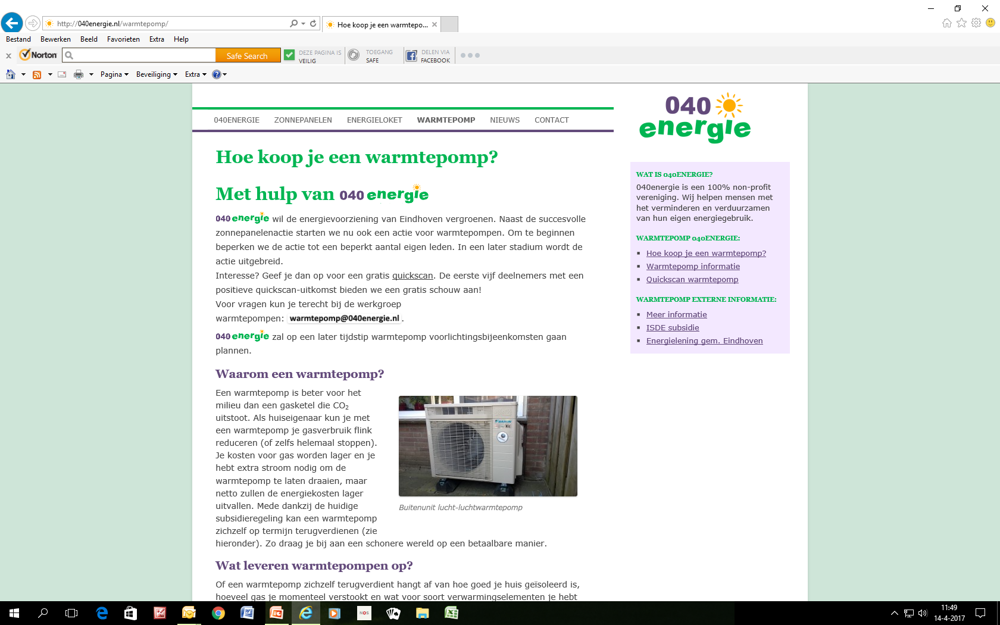 http://040energie.nl/warmtepomp/
Hoe koop je een warmtepo...
Bestand Bewerken Beeld Favorieten Extra Help
Norton Safe Search DEZE PAGINA IS VEILIG TOEGANG SAFE DELEN VIA FACEBOOK
Pagina Beveiliging Extra
040
energie
040ENERGIE ZONNEPANELEN ENERGIELOKET WARMTEPOMP NIEUWS CONTACT
Hoe koop je een warmtepomp?
Met hulp van 040 energie
040 energie wil de energievoorziening van Eindhoven vergroenen. Naast de succesvolle
zonnepanelenactie starten we nu ook een actie voor warmtepompen. Om te beginnen
beperken we de actie tot een beperkt aantal eigen leden. In een later stadium wordt de
actie uitgebreid.
Interesse? Geef je dan op voor een gratis quickscan. De eerste vijf deelnemers met een
positieve quickscan-uitkomst bieden we een gratis schouw aan!
Voor vragen kun je terecht bij de werkgroep
warmtepompen: warmtepomp@040energie.nl.
040 energie zal op een later tijdstip warmtepomp voorlichtingsbijeenkomsten gaan
plannen.
Waarom een warmtepomp?
Een warmtepomp is beter voor het
milieu dan een gasketel die CO₂
uitstoot. Als huiseigenaar kun je met
een warmtepomp je gasverbruik flink
reduceren (of zelfs helemaal stoppen).
Je kosten voor gas worden lager en je
hebt extra stroom nodig om de
warmtepomp te laten draaien, maar
netto zullen de energiekosten lager
uitvallen. Mede dankzij de huidige
subsidieregeling kan een warmtepomp
zichzelf op termijn terugverdienen (zie
hieronder). Zo draag je bij aan een schonere wereld op een betaalbare manier.
DAIKIN
Buitenunit lucht-luchtwarmtepomp
Wat leveren warmtepompen op?
Of een warmtepomp zichzelf terugverdient hangt af van hoe goed je huis geïsoleerd is,
hoeveel gas je momenteel verstookt en wat voor soort verwarmingselementen je hebt
WAT IS 040ENERGIE?
040energie is een 100% non-profit
vereniging. Wij helpen mensen met
het verminderen en verduurzamen
van hun eigen energiegebruik.
WARMTEPOMP 040ENERGIE:
Hoe koop je een warmtepomp?
Warmtepomp informatie
Quickscan warmtepomp
WARMTEPOMP EXTERNE INFORMATIE:
Meer informatie
ISDE subsidie
Energielening gem. Eindhoven
NOS
11:49
14-4-2017